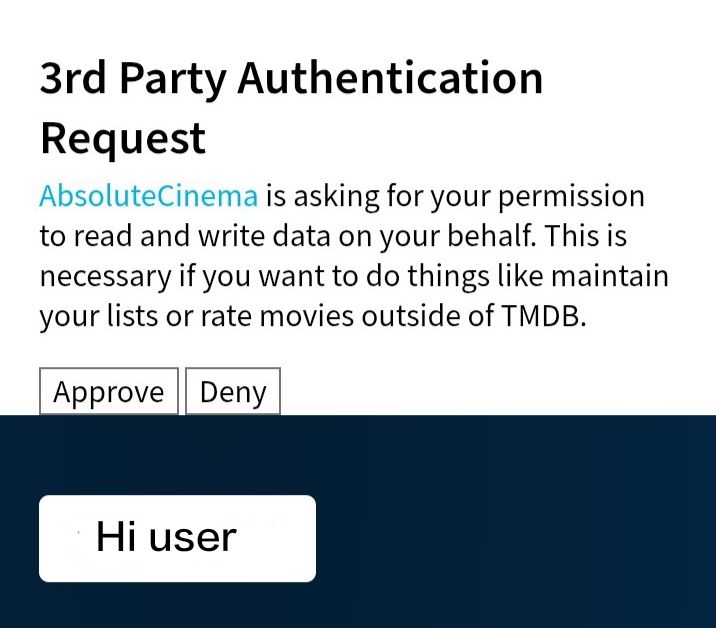 3rd Party Authentication
Request
AbsoluteCinema is asking for your permission
to read and write data on your behalf. This is
necessary if you want to do things like maintain
your lists or rate movies outside of TMDB.
Approve Deny
Hi user